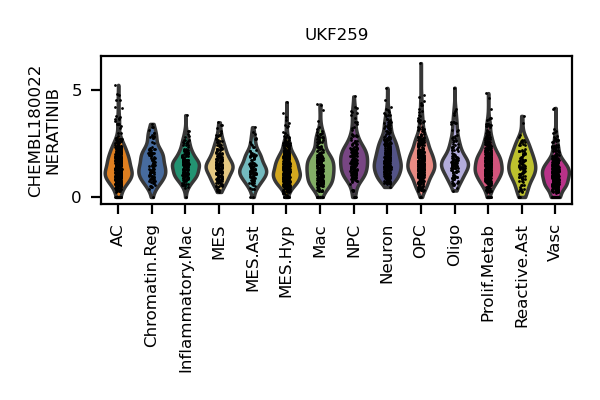 UKF259
CHEMBL180022
NERATINIB
5
0
AC
Chromatin.Reg
Inflammatory.Mac
MES
MES.Ast
MES.Hyp
Mac
NPC
Neuron
OPC
Oligo
Prolif.Metab
Reactive.Ast
Vasc